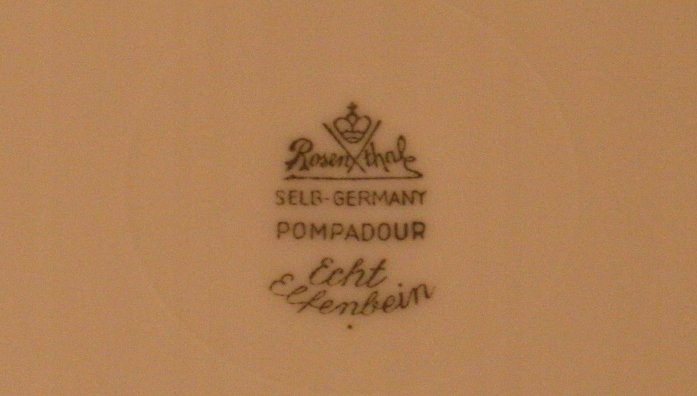 Rosenthal
SELB-GERMANY
POMPADOUR
Echt
Elfenbein